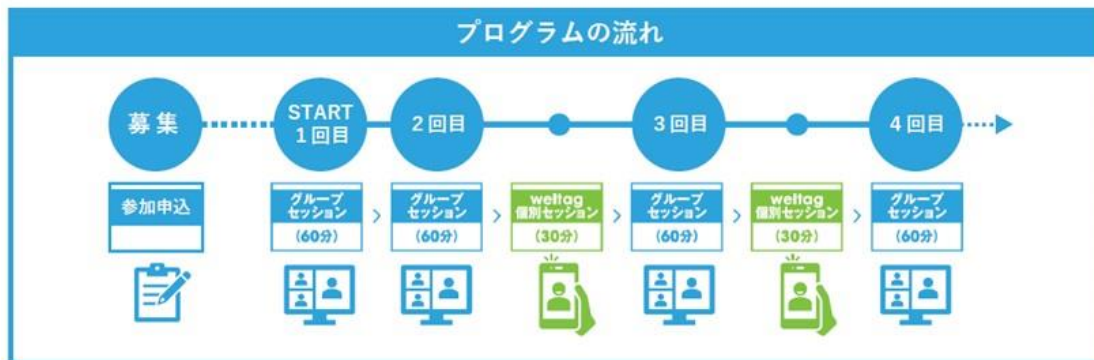 プログラムの流れ
募集
START
1回目
2回目
3回目
4回目
参加申込
グループ
セッション
(60分)
グループ
セッション
(60分)
weltag
個別セッション
(30分)
グループ
セッション
(60分)
weltag
個別セッション
(30分)
グループ
セッション
(60分)